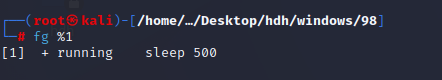 ┌──(root㉿kali)-[/home/…/Desktop/hdh/windows/98]
└─# fg %1
[1]  + running    sleep 500